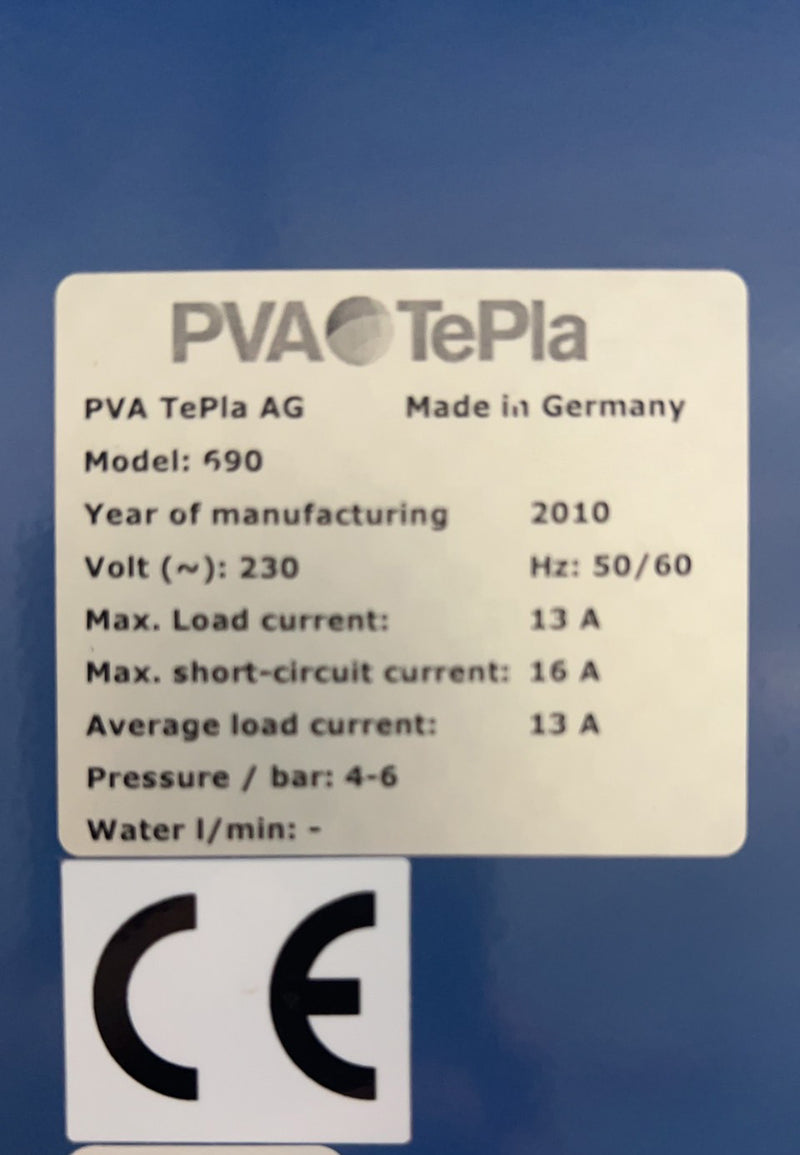 PVA TePla
PVA TePla AG Made in Germany
Model: 690
Year of manufacturing 2010
Volt (~): 230 Hz: 50/60
Max. Load current: 13 A
Max. short-circuit current: 16 A
Average load current: 13 A
Pressure / bar: 4-6
Water l/min: -
CE